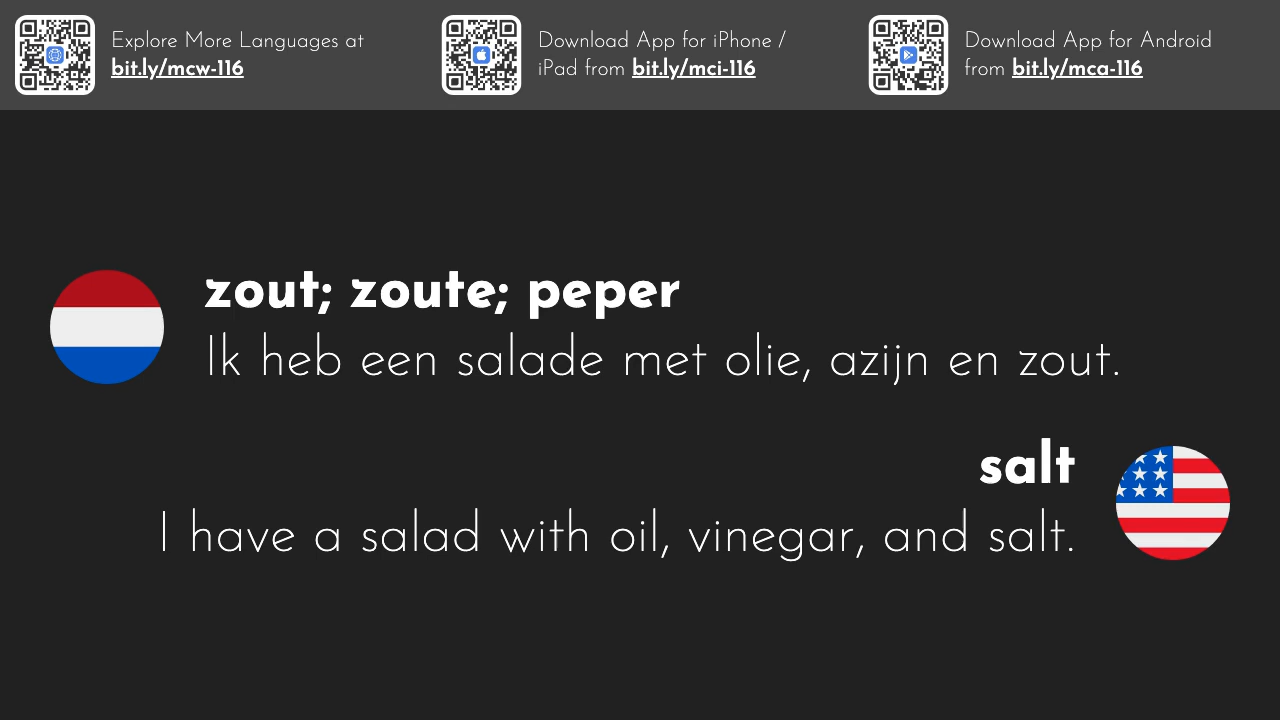 Explore More Languages at
bit.ly/mcw-116
Download App for iPhone /
iPad from bit.ly/mci-116
Download App for Android
from bit.ly/mca-116
zout; zoute; peper
Ik heb een salade met olie, azijn en zout.
salt
I have a salad with oil, vinegar, and salt.